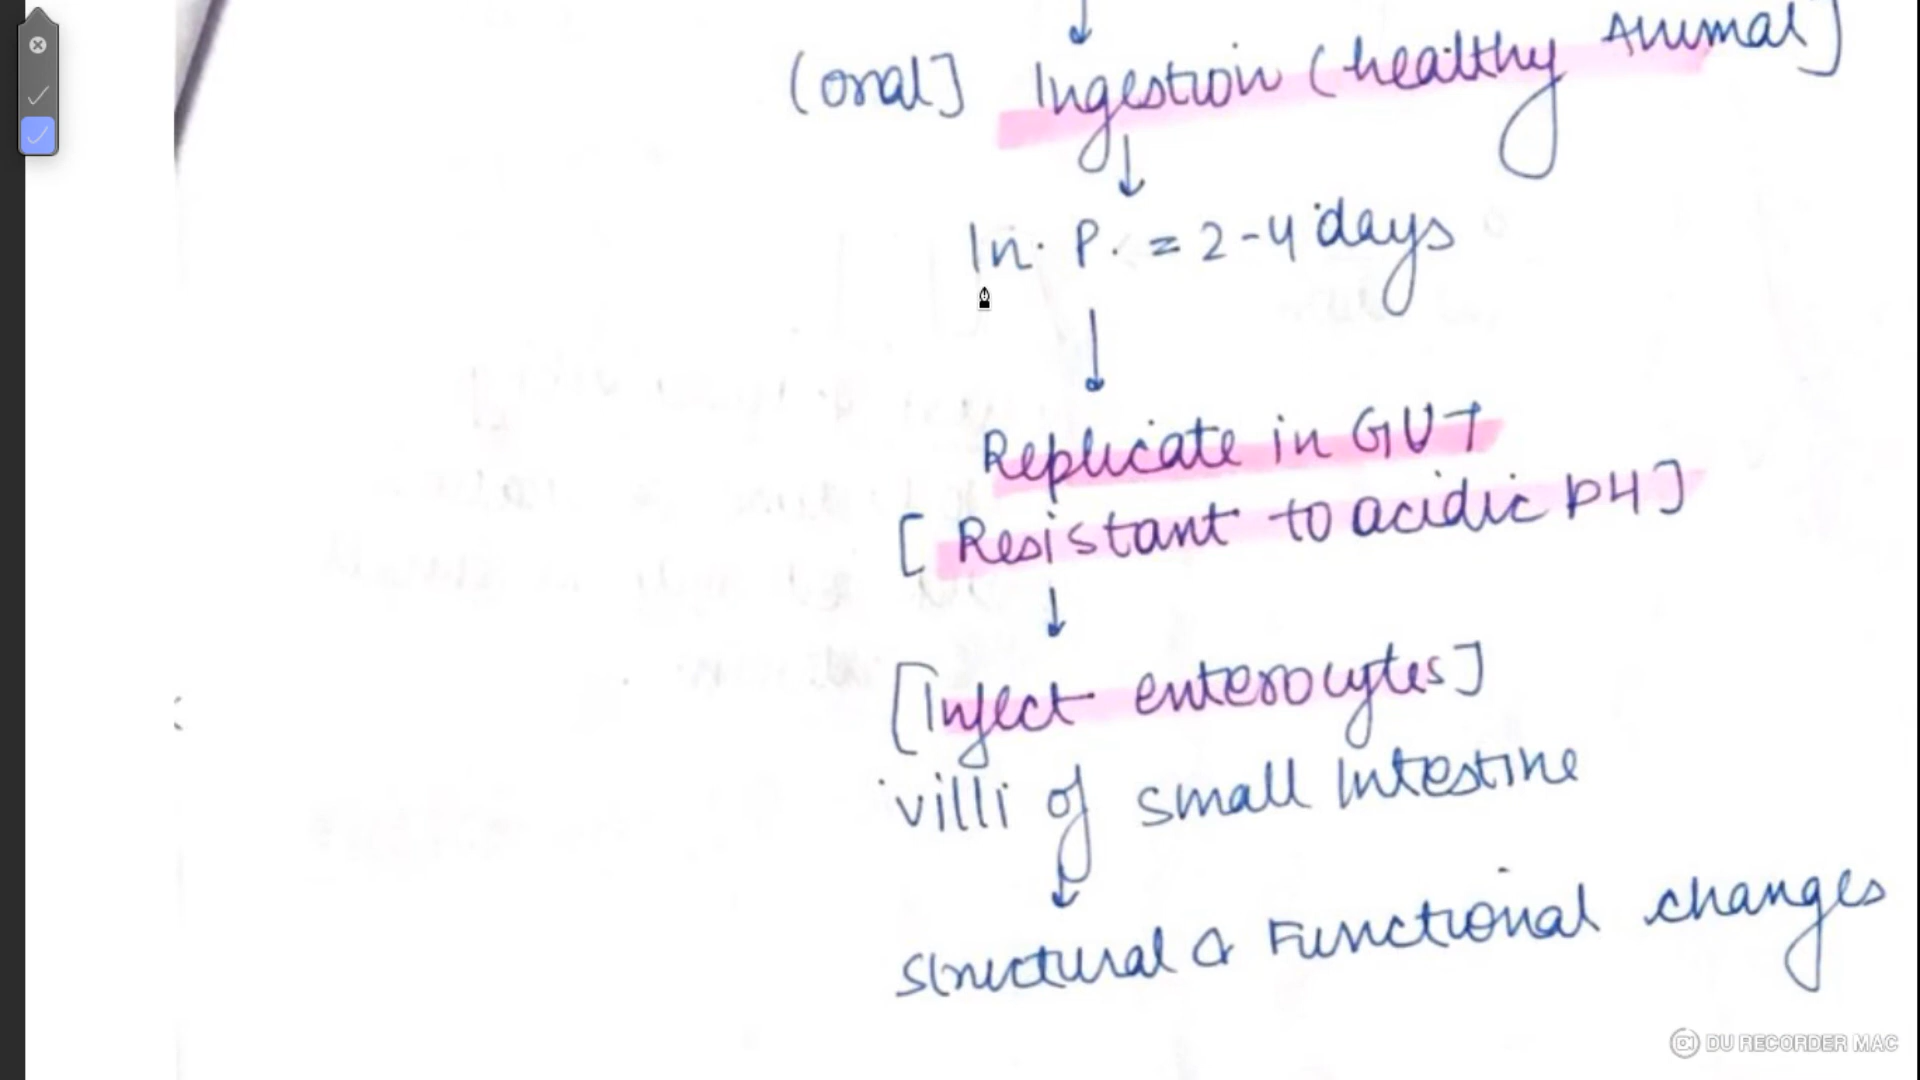 (oral] Ingestion (healthy Animal]
In. P. = 2-4 days
Replicate in GUT
[Resistant to acidic PH]
[Infect enterocytes]
villi of small Intestine
Structural & Functional changes
DU RECORDER MAC